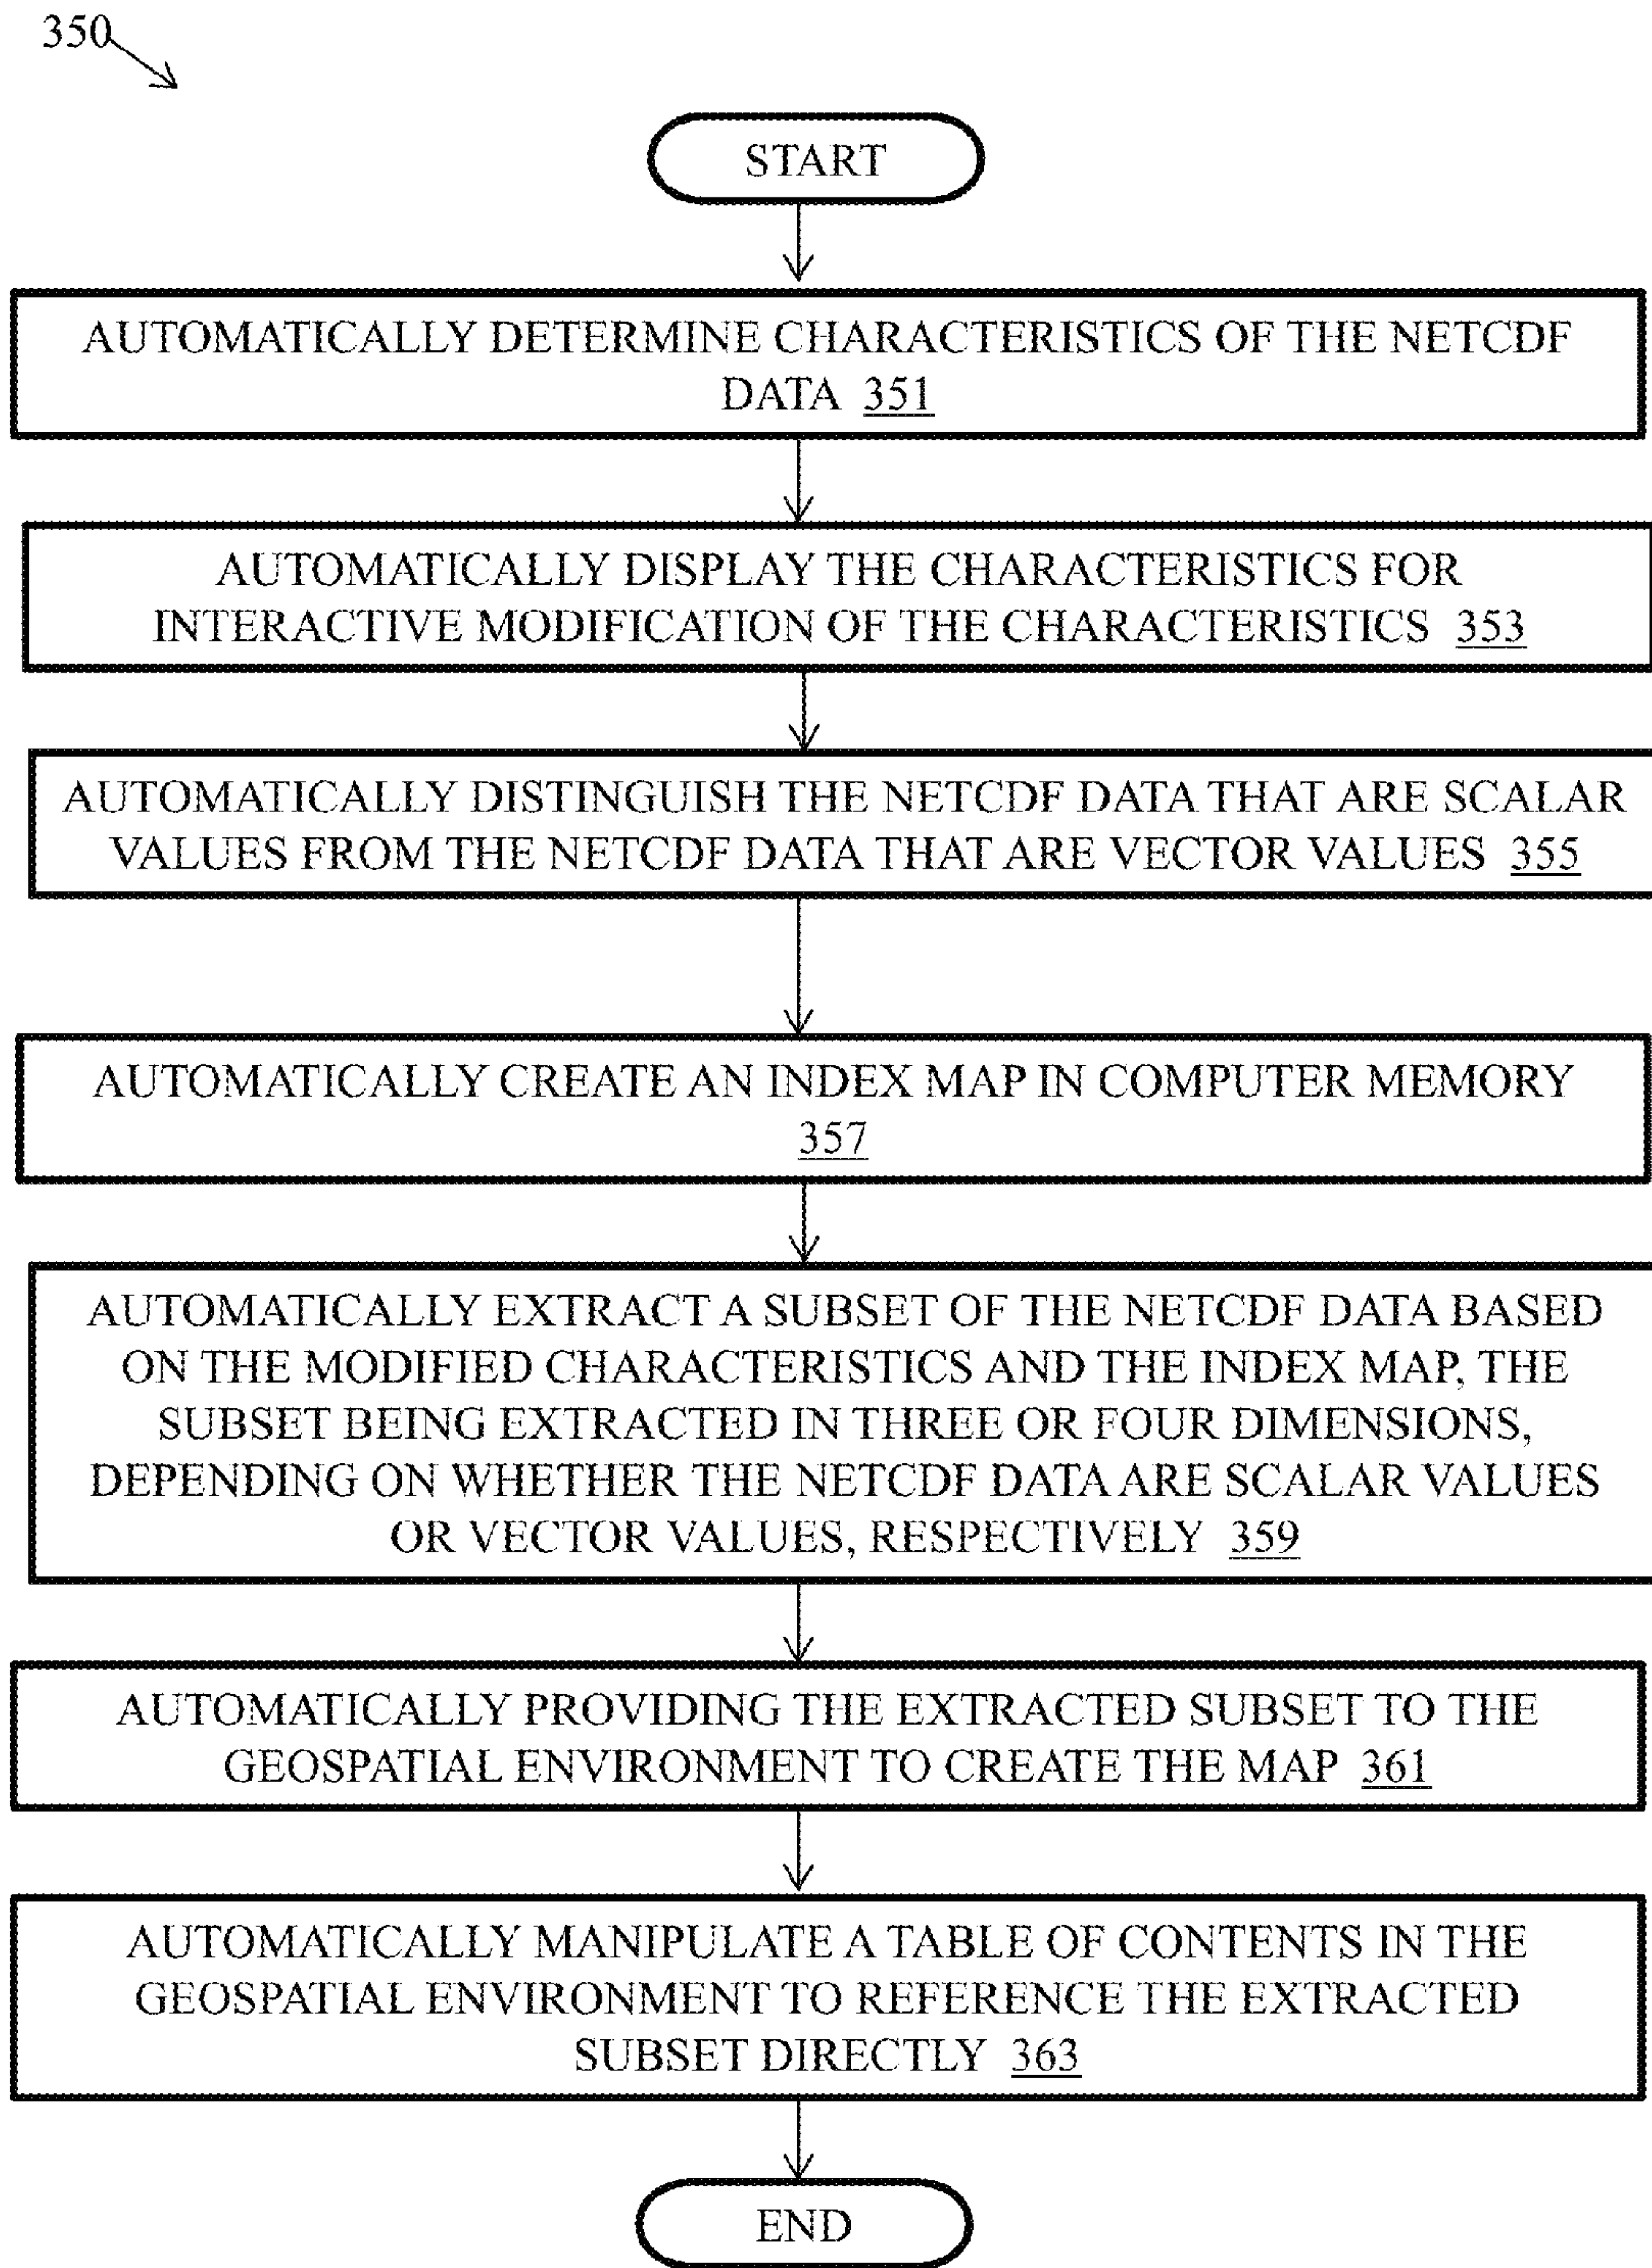 350
START
AUTOMATICALLY DETERMINE CHARACTERISTICS OF THE NETCDF
DATA 351
AUTOMATICALLY DISPLAY THE CHARACTERISTICS FOR
INTERACTIVE MODIFICATION OF THE CHARACTERISTICS 353
AUTOMATICALLY DISTINGUISH THE NETCDF DATA THAT ARE SCALAR
VALUES FROM THE NETCDF DATA THAT ARE VECTOR VALUES 355
AUTOMATICALLY CREATE AN INDEX MAP IN COMPUTER MEMORY
357
AUTOMATICALLY EXTRACT A SUBSET OF THE NETCDF DATA BASED
ON THE MODIFIED CHARACTERISTICS AND THE INDEX MAP, THE
SUBSET BEING EXTRACTED IN THREE OR FOUR DIMENSIONS,
DEPENDING ON WHETHER THE NETCDF DATA ARE SCALAR VALUES
OR VECTOR VALUES, RESPECTIVELY 359
AUTOMATICALLY PROVIDING THE EXTRACTED SUBSET TO THE
GEOSPATIAL ENVIRONMENT TO CREATE THE MAP 361
AUTOMATICALLY MANIPULATE A TABLE OF CONTENTS IN THE
GEOSPATIAL ENVIRONMENT TO REFERENCE THE EXTRACTED
SUBSET DIRECTLY 363
END